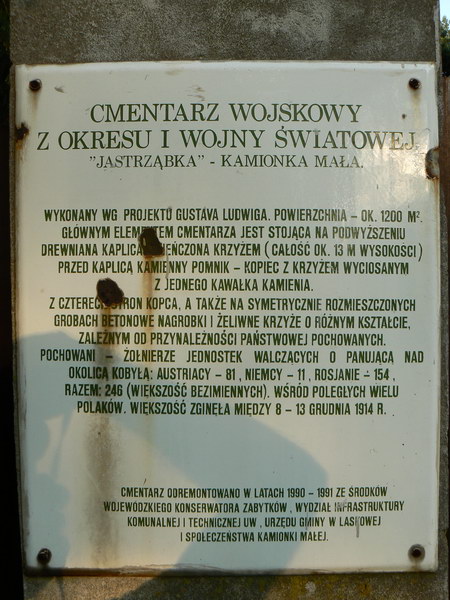 CMENTARZ WOJSKOWY
Z OKRESU I WOJNY ŚWIATOWEJ.
"JASTRZĄBKA" - KAMIONKA MAŁA.
WYKONANY WG PROJEKTU GUSTAVA LUDWIGA. POWIERZCHNIA - OK. 1200 M².
GŁÓWNYM ELEMENTEM CMENTARZA JEST STOJĄCA NA PODWYŻSZENIU
DREWNIANA KAPLICA ZWIEŃCZONA KRZYŻEM (CAŁOŚĆ OK. 13 M WYSOKOŚCI)
PRZED KAPLICĄ KAMIENNY POMNIK - KOPIEC Z KRZYŻEM WYCIOSANYM
Z JEDNEGO KAWAŁKA KAMIENIA.
Z CZTERECH STRON KOPCA, A TAKŻE NA SYMETRYCZNIE ROZMIESZCZONYCH
GROBACH BETONOWE NAGROBKI I ŻELIWNE KRZYŻE O RÓŻNYM KSZTAŁCIE,
ZALEŻNYM OD PRZYNALEŻNOŚCI PAŃSTWOWEJ POCHOWANYCH.
POCHOWANI - ŻOŁNIERZE JEDNOSTEK WALCZĄCYCH O PANUJĄCĄ NAD
OKOLICĄ KOBYŁĄ: AUSTRIACY - 81, NIEMCY - 11, ROSJANIE - 154,
RAZEM: 246 (WIĘKSZOŚĆ BEZIMIENNYCH). WŚRÓD POLEGŁYCH WIELU
POLAKÓW. WIĘKSZOŚĆ ZGINĘŁA MIĘDZY 8 - 13 GRUDNIA 1914 R.
CMENTARZ ODREMONTOWANO W LATACH 1990 - 1991 ZE ŚRODKÓW
WOJEWÓDZKIEGO KONSERWATORA ZABYTKÓW, WYDZIAŁ INFRASTRUKTURY
KOMUNALNEJ I TECHNICZNEJ UW, URZĘDU GMINY W LASKOWEJ
I SPOŁECZEŃSTWA KAMIONKI MAŁEJ.